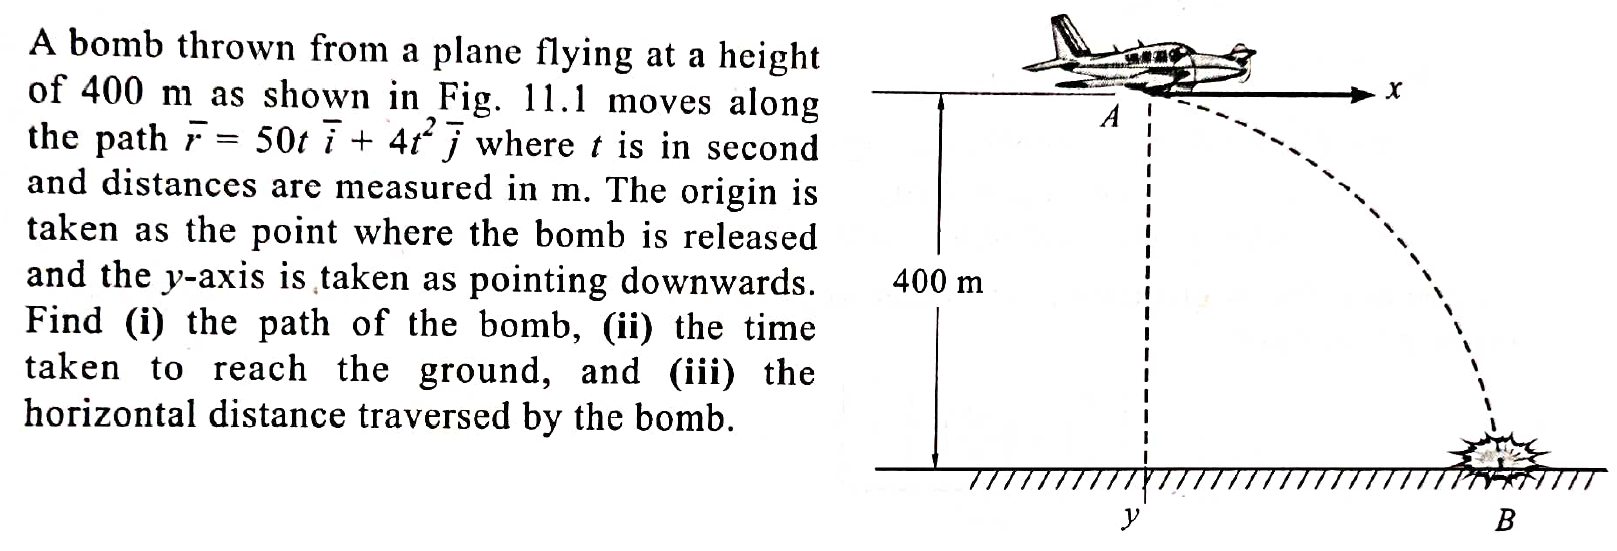 A bomb thrown from a plane flying at a height
of 400 m as shown in Fig. 11.1 moves along
the path r̄ = 50t ī + 4t² j̄ where t is in second
and distances are measured in m. The origin is
taken as the point where the bomb is released
and the y-axis is taken as pointing downwards.
Find (i) the path of the bomb, (ii) the time
taken to reach the ground, and (iii) the
horizontal distance traversed by the bomb.
x
A
400 m
y
B